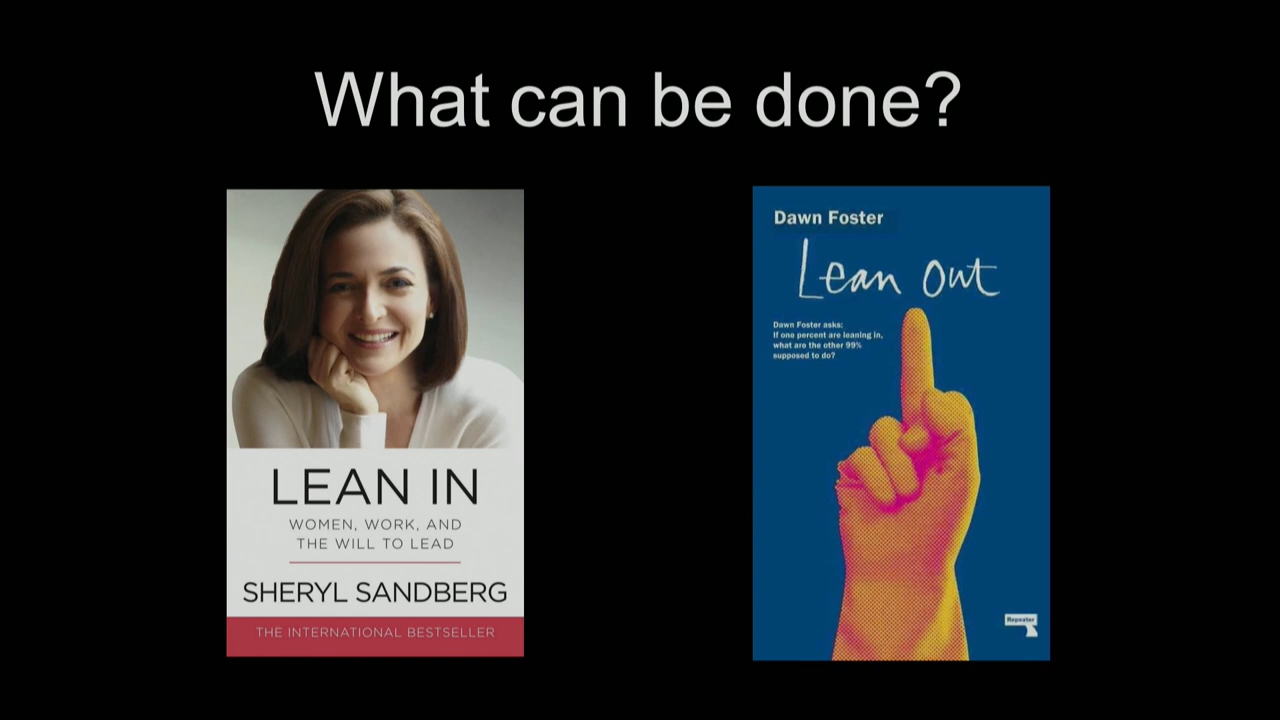 What can be done?
LEAN IN
WOMEN, WORK, AND
THE WILL TO LEAD
SHERYL SANDBERG
THE INTERNATIONAL BESTSELLER
Dawn Foster
Lean out
Dawn Foster asks:
If one percent are leaning in,
what are the other 99%
supposed to do?
Repeater